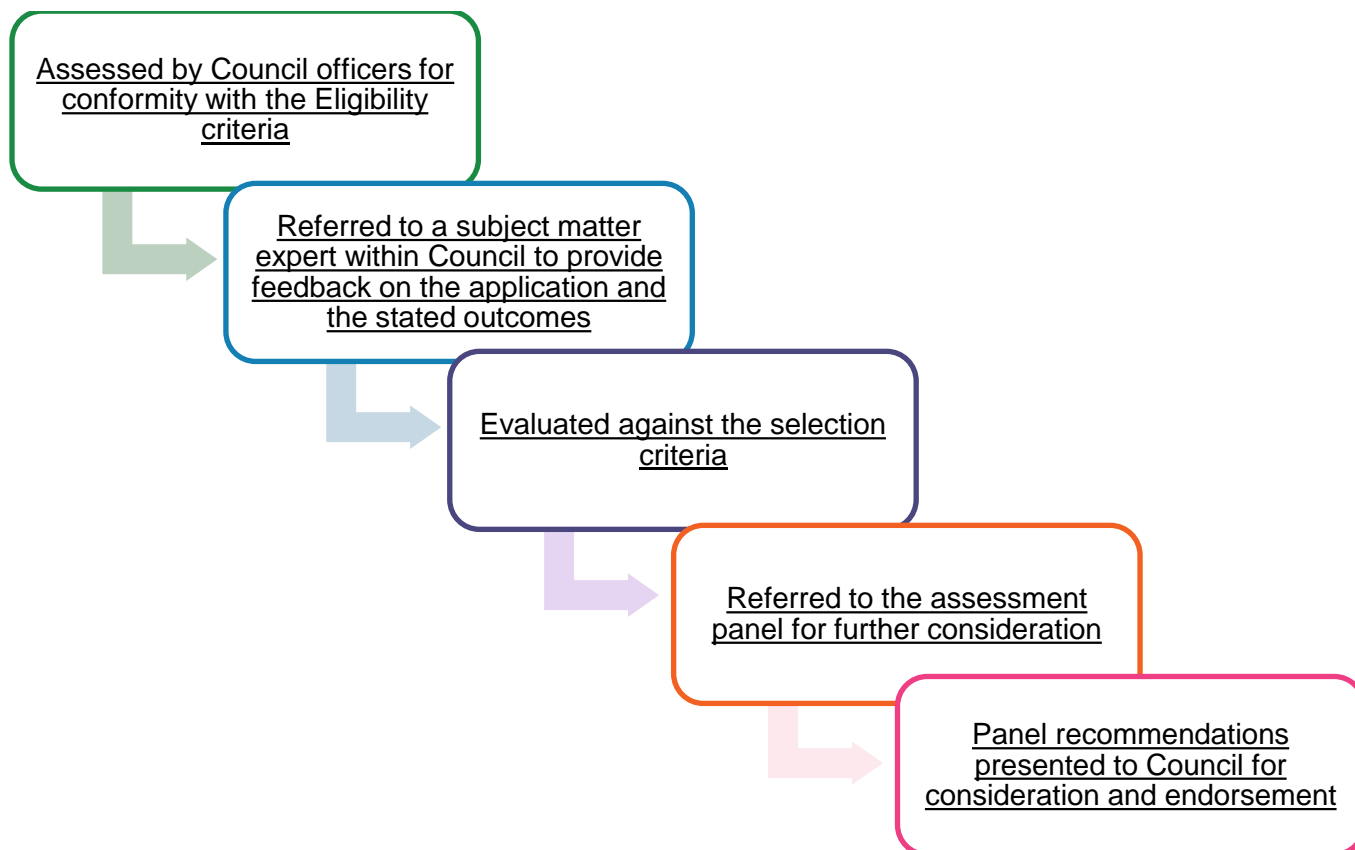 Assessed by Council officers for
conformity with the Eligibility
criteria
Referred to a subject matter
expert within Council to provide
feedback on the application and
the stated outcomes
Evaluated against the selection
criteria
Referred to the assessment
panel for further consideration
Panel recommendations
presented to Council for
consideration and endorsement